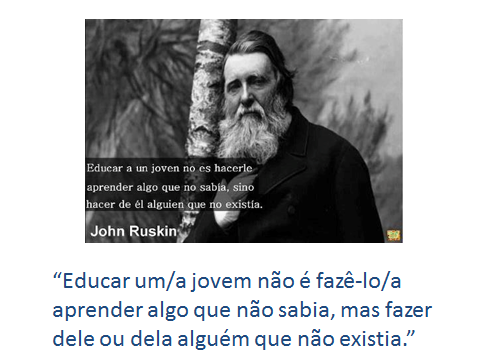 Educar a un joven no es hacerle
aprender algo que no sabía, sino
hacer de él alguien que no existía.
John Ruskin
“Educar um/a jovem não é fazê-lo/a
aprender algo que não sabia, mas fazer
dele ou dela alguém que não existia.”